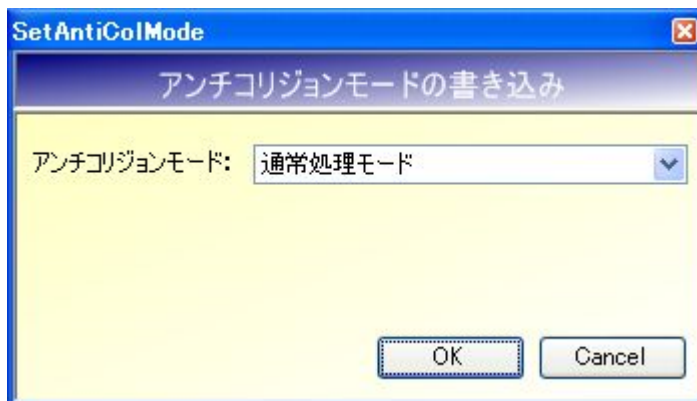 SetAntiColMode
アンチコリジョンモードの書き込み
アンチコリジョンモード: 通常処理モード
OK Cancel